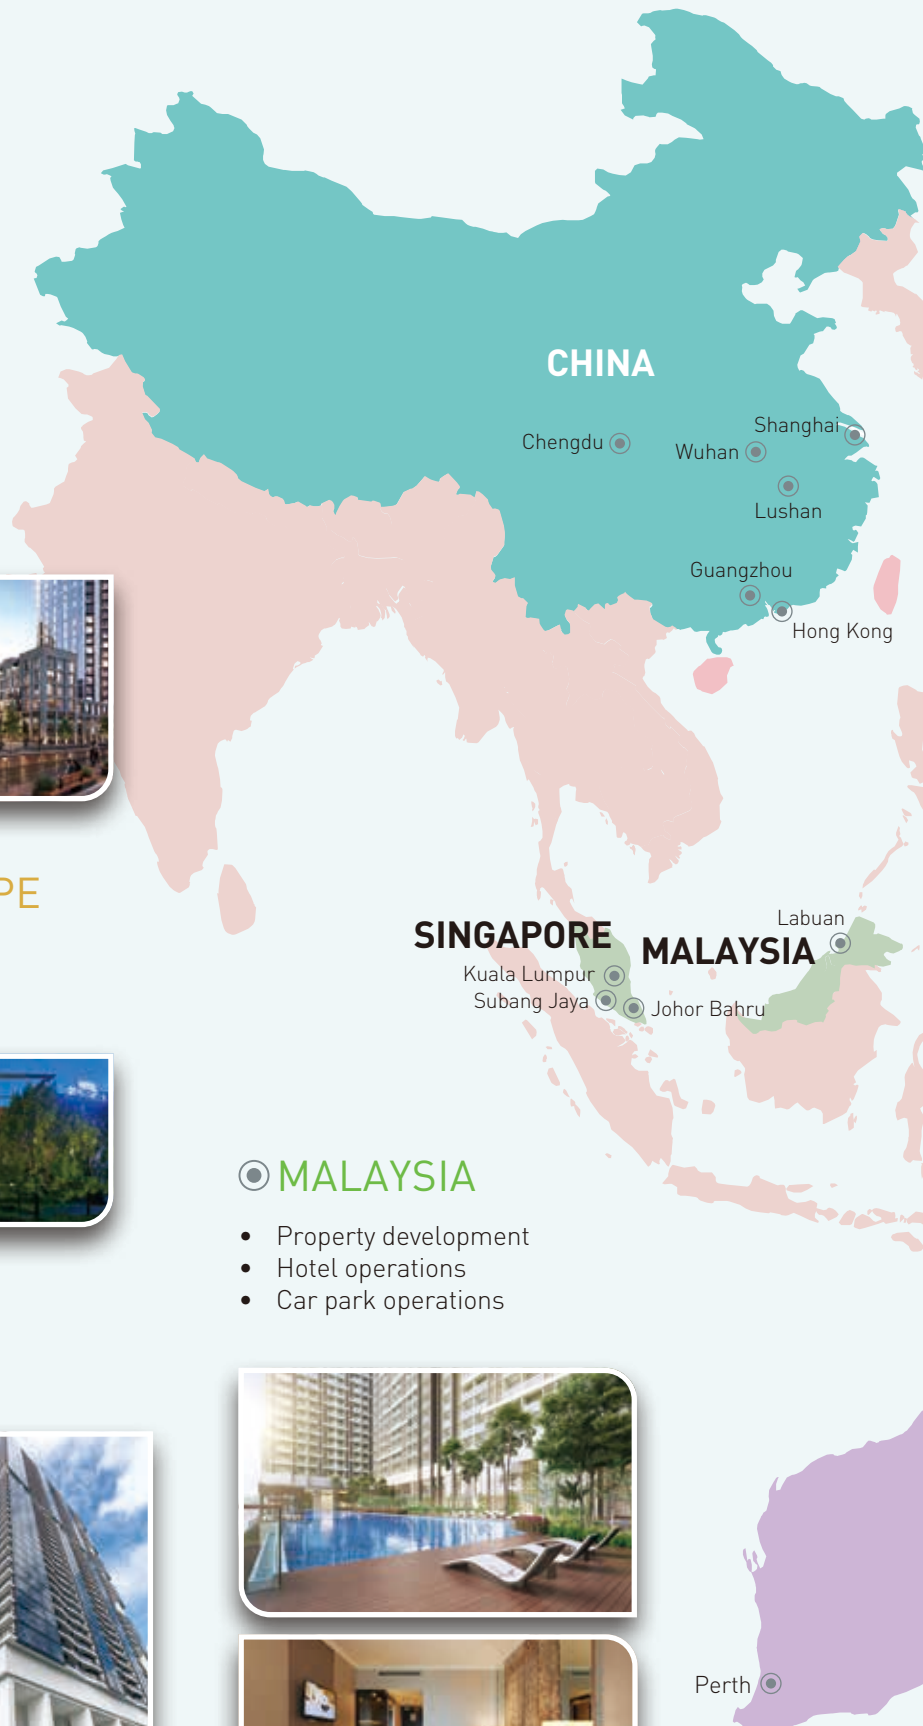 CHINA
Shanghai
Chengdu
Wuhan
Lushan
Guangzhou
Hong Kong
PE
Labuan
SINGAPORE
MALAYSIA
Kuala Lumpur
Subang Jaya
Johor Bahru
MALAYSIA
• Property development
• Hotel operations
• Car park operations
Perth